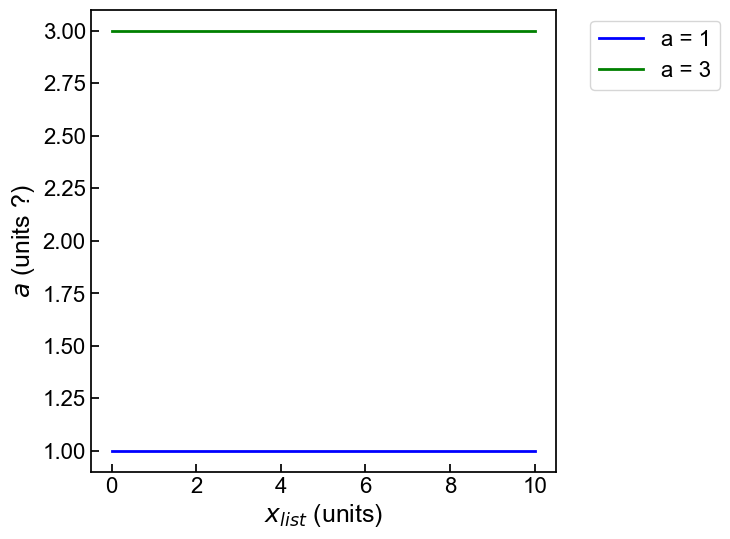 3.00
2.75
2.50
2.25
2.00
1.75
1.50
1.25
1.00
a (units ?)
0 2 4 6 8 10
x_list (units)
a = 1
a = 3